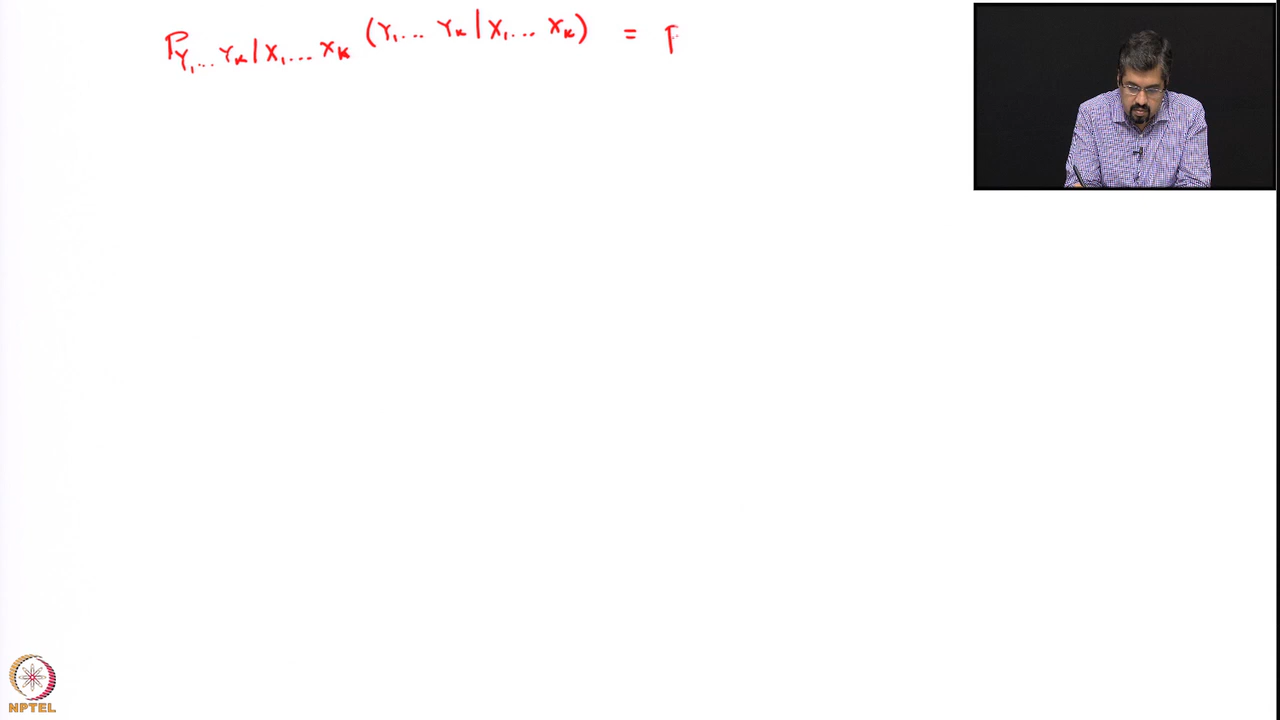 P_{Y_1 ... Y_k | X_1 ... X_k} (Y_1 ... Y_k | X_1 ... X_k) = P
NPTEL